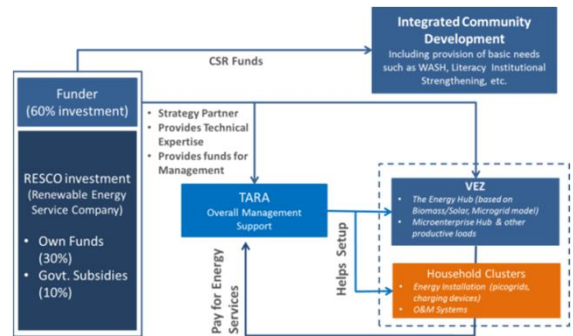 Integrated Community
Development
Including provision of basic needs
such as WASH, Literacy Institutional
Strengthening, etc.
CSR Funds
Funder
(60% investment)
• Strategy Partner
• Provides Technical
Expertise
• Provides funds for
Management
RESCO investment
(Renewable Energy
Service Company)
• Own Funds
(30%)
• Govt. Subsidies
(10%)
TARA
Overall Management
Support
VEZ
• The Energy Hub (based on
Biomass/Solar, Microgrid model)
• Microenterprise Hub & other
productive loads
Helps Setup
Pay for Energy
Services
Household Clusters
• Energy Installation (picogrids,
charging devices)
• O&M Systems